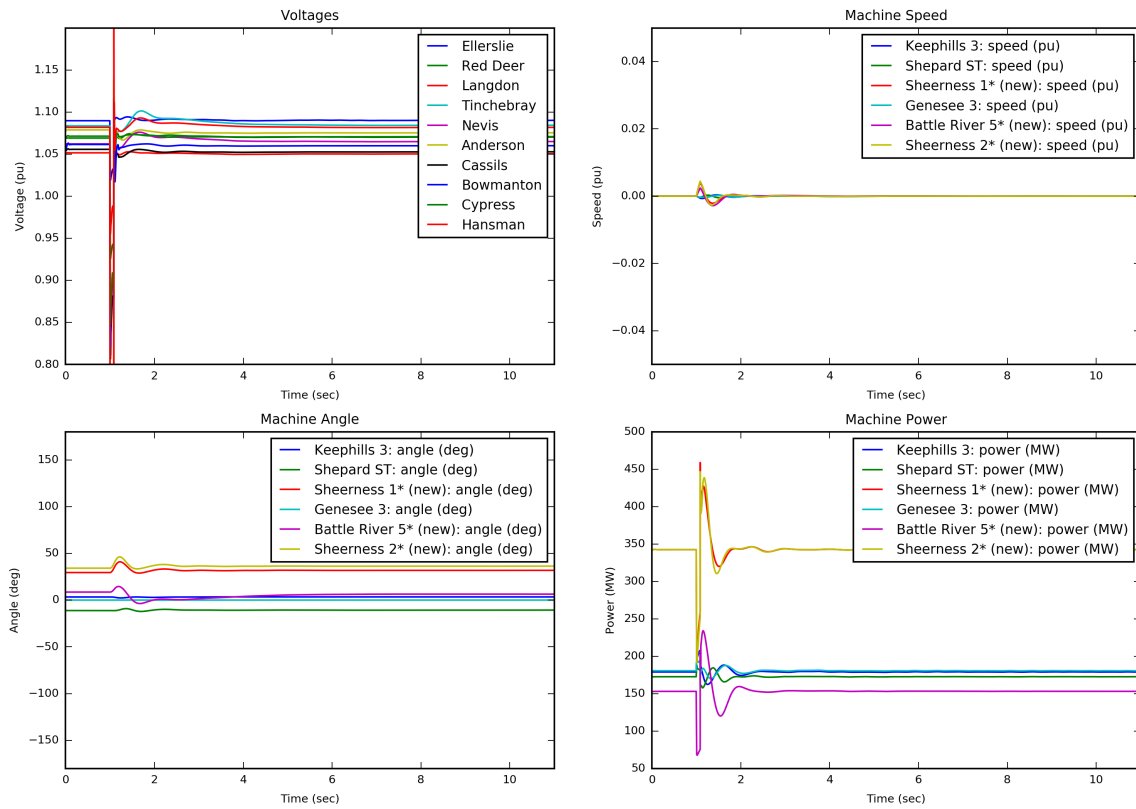 Voltages
Voltage (pu)
1.15
1.10
1.05
1.00
0.95
0.90
0.85
0.80
0 2 4 6 8 10
Time (sec)
Ellerslie
Red Deer
Langdon
Tinchebray
Nevis
Anderson
Cassils
Bowmanton
Cypress
Hansman
Machine Speed
Speed (pu)
0.04
0.02
0.00
−0.02
−0.04
0 2 4 6 8 10
Time (sec)
Keephills 3: speed (pu)
Shepard ST: speed (pu)
Sheerness 1* (new): speed (pu)
Genesee 3: speed (pu)
Battle River 5* (new): speed (pu)
Sheerness 2* (new): speed (pu)
Machine Angle
Angle (deg)
150
100
50
0
−50
−100
−150
0 2 4 6 8 10
Time (sec)
Keephills 3: angle (deg)
Shepard ST: angle (deg)
Sheerness 1* (new): angle (deg)
Genesee 3: angle (deg)
Battle River 5* (new): angle (deg)
Sheerness 2* (new): angle (deg)
Machine Power
Power (MW)
500
450
400
350
300
250
200
150
100
50
0 2 4 6 8 10
Time (sec)
Keephills 3: power (MW)
Shepard ST: power (MW)
Sheerness 1* (new): power (MW)
Genesee 3: power (MW)
Battle River 5* (new): power (MW)
Sheerness 2* (new): power (MW)